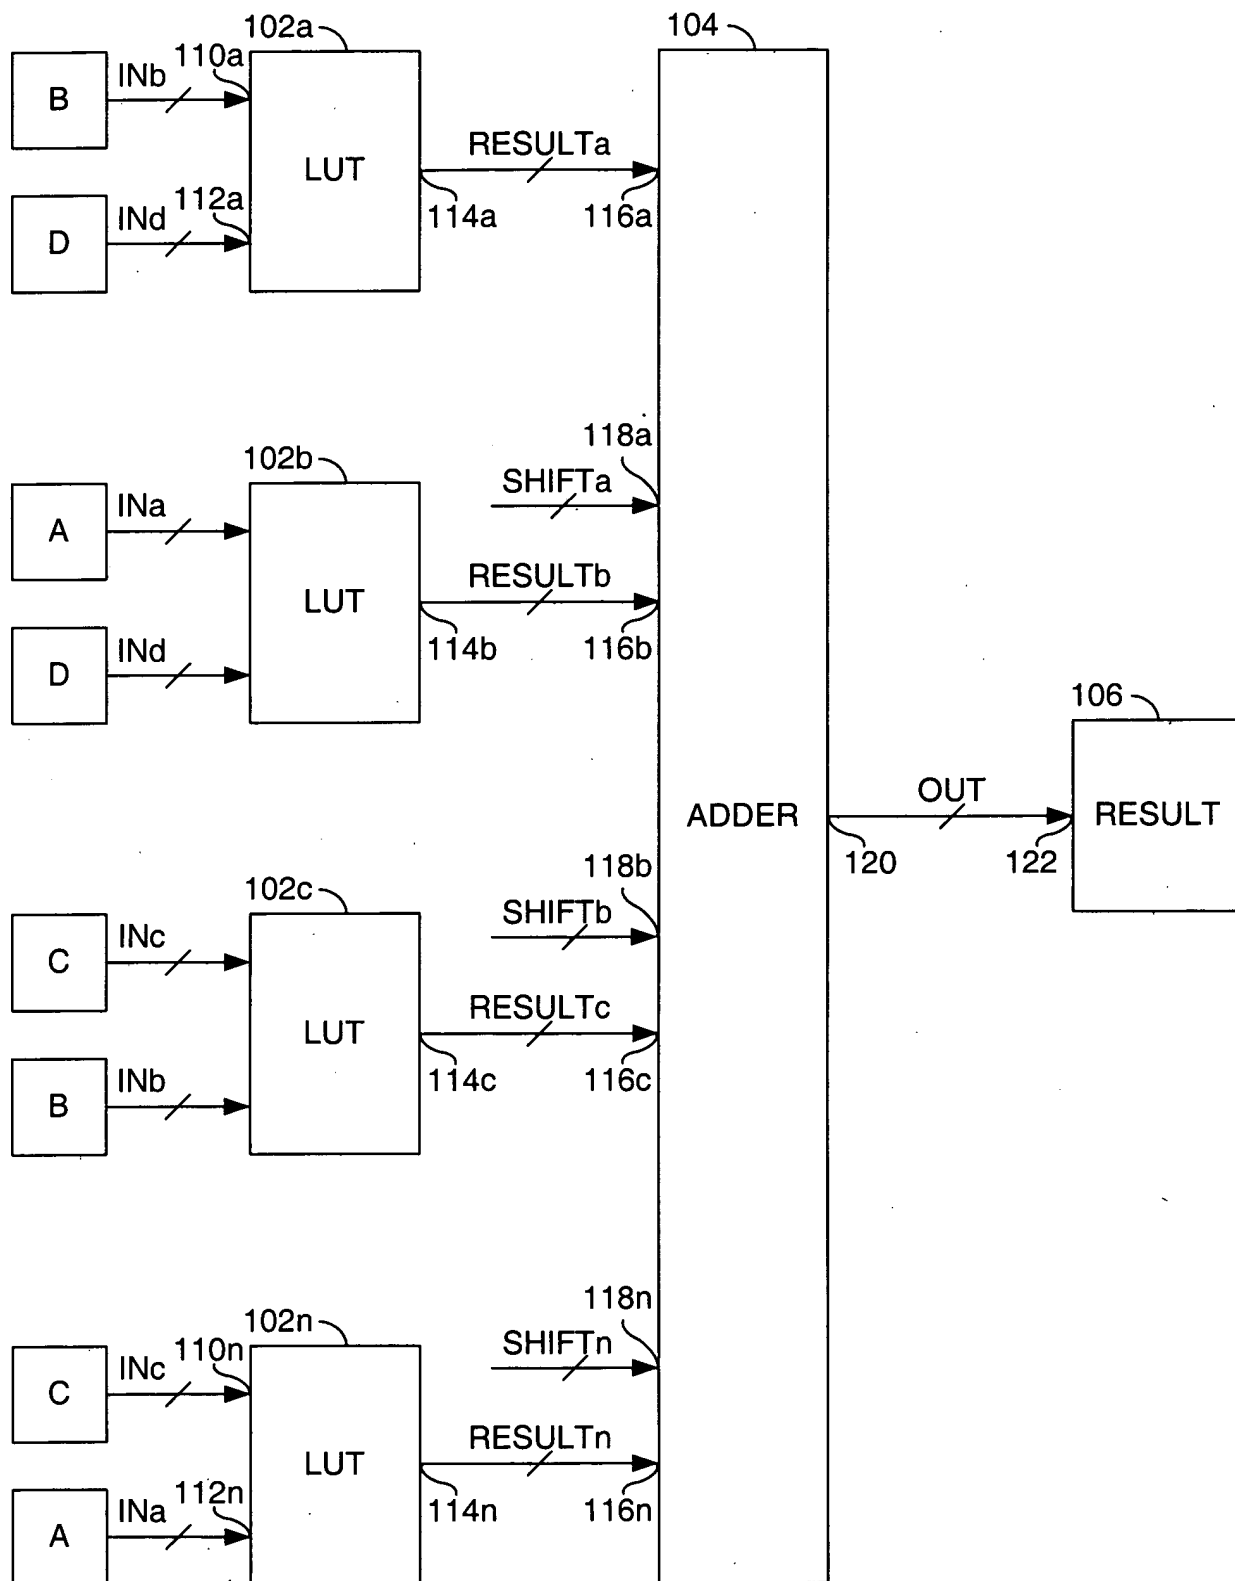 102a
104
B
INb
110a
LUT
RESULTa
114a
116a
D
INd
112a
102b
118a
A
INa
SHIFTa
LUT
RESULTb
114b
116b
D
INd
106
ADDER
OUT
RESULT
120
122
102c
118b
C
INc
SHIFTb
LUT
RESULTc
114c
116c
B
INb
102n
118n
C
INc
110n
SHIFTn
LUT
RESULTn
114n
116n
A
INa
112n